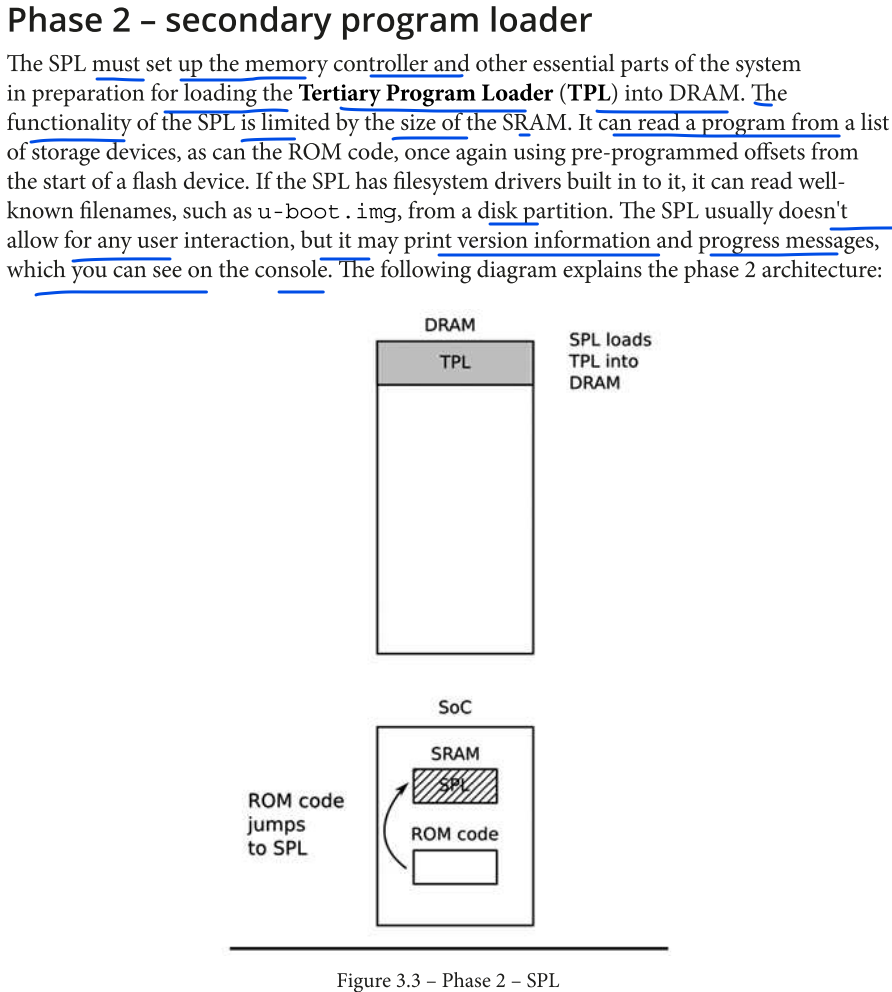 Phase 2 – secondary program loader
The SPL must set up the memory controller and other essential parts of the system
in preparation for loading the Tertiary Program Loader (TPL) into DRAM. The
functionality of the SPL is limited by the size of the SRAM. It can read a program from a list
of storage devices, as can the ROM code, once again using pre-programmed offsets from
the start of a flash device. If the SPL has filesystem drivers built in to it, it can read well-
known filenames, such as u-boot.img, from a disk partition. The SPL usually doesn't
allow for any user interaction, but it may print version information and progress messages,
which you can see on the console. The following diagram explains the phase 2 architecture:
DRAM
TPL
SPL loads
TPL into
DRAM
SoC
SRAM
SPL
ROM code
jumps
to SPL
ROM code
Figure 3.3 – Phase 2 – SPL